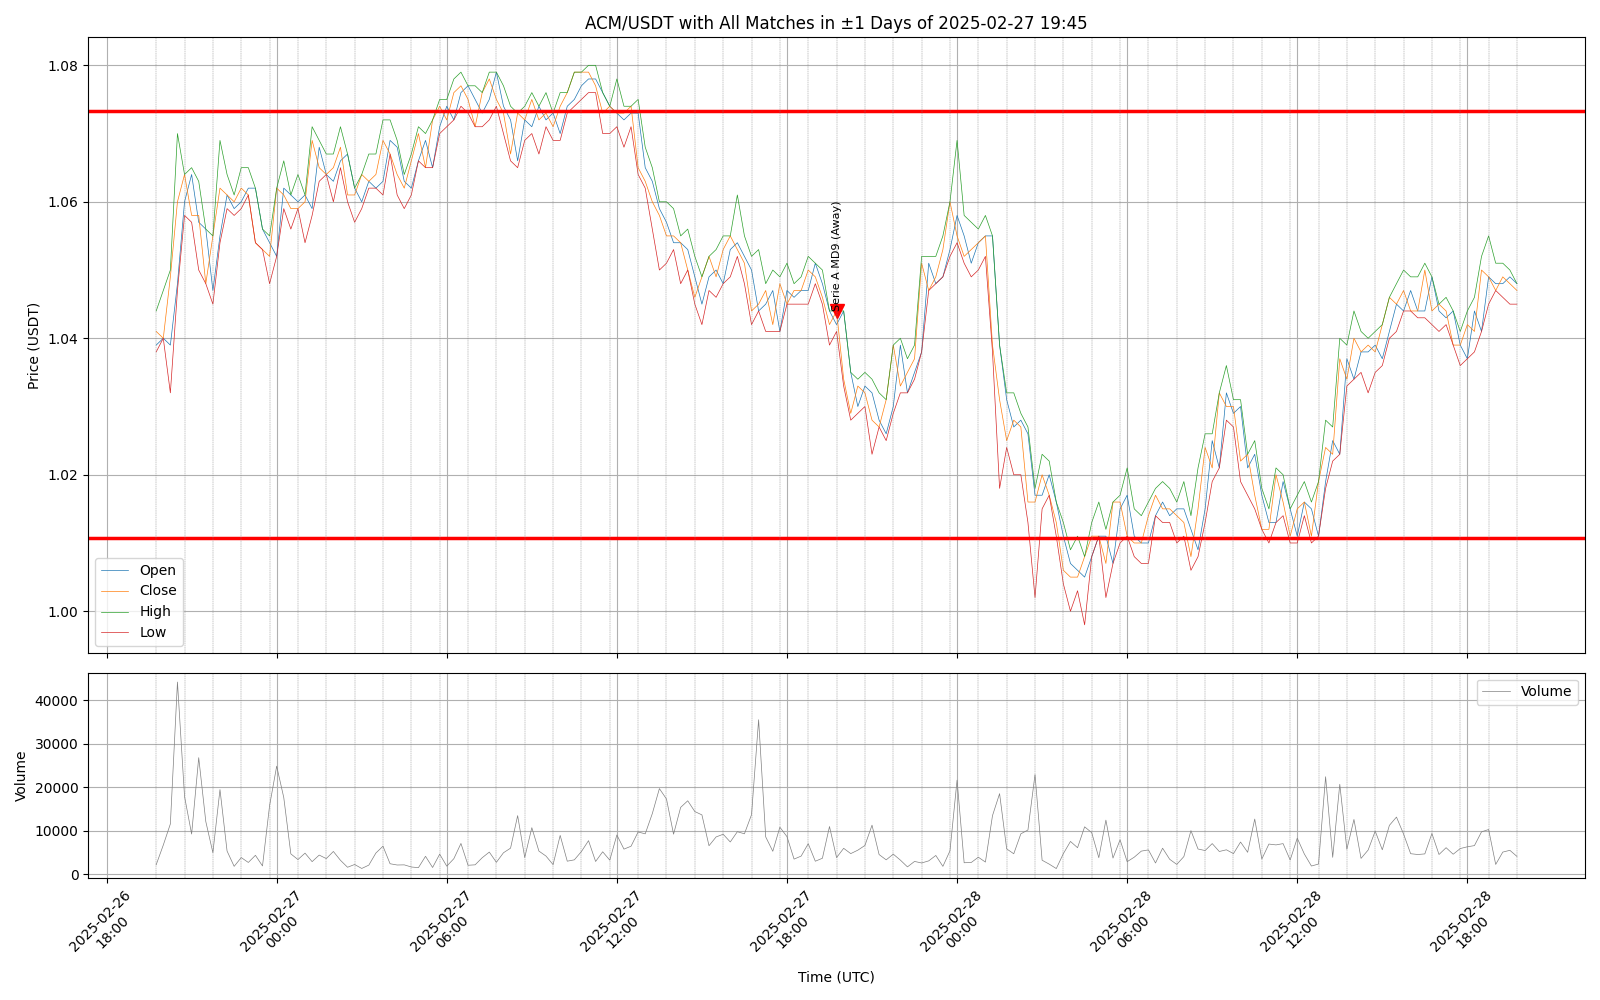 ACM/USDT with All Matches in ±1 Days of 2025-02-27 19:45
Price (USDT)
1.08
1.06
1.04
1.02
1.00
Serie A MD9 (Away)
Open
Close
High
Low
Volume
40000
30000
20000
10000
0
Volume
2025-02-26
18:00
2025-02-27
00:00
2025-02-27
06:00
2025-02-27
12:00
2025-02-27
18:00
2025-02-28
00:00
2025-02-28
06:00
2025-02-28
12:00
2025-02-28
18:00
Time (UTC)